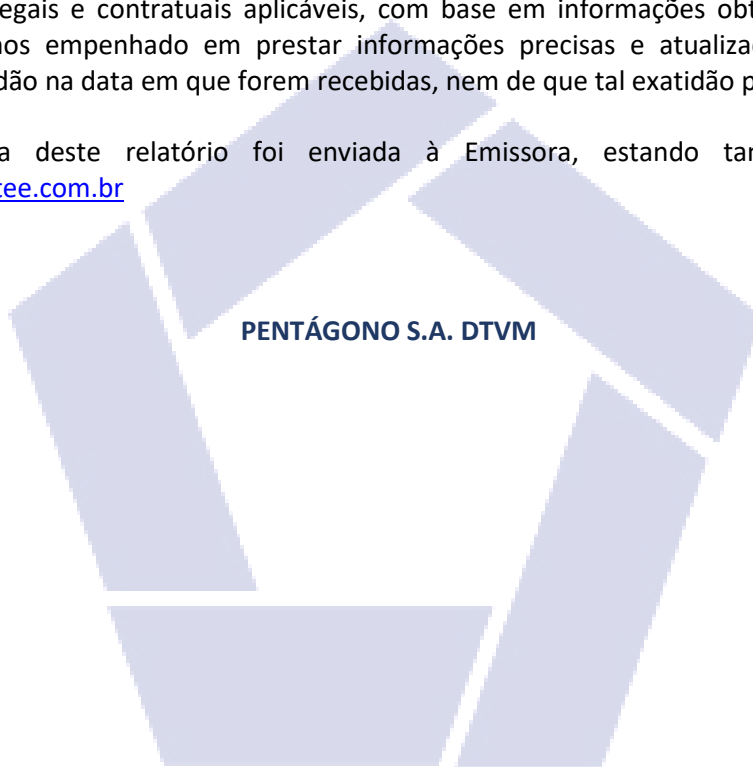 egais e contratuais aplicáveis, com base em informações obt
nos empenhado em prestar informações precisas e atualiza
dão na data em que forem recebidas, nem de que tal exatidão p
a deste relatório foi enviada à Emissora, estando tar
tee.com.br
PENTÁGONO S.A. DTVM